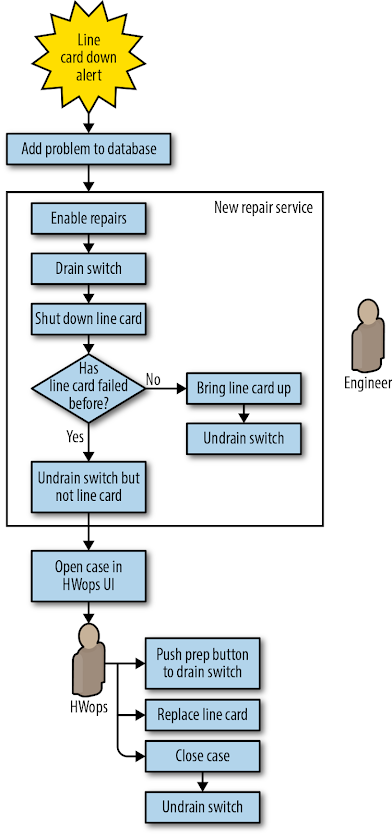 Line
card down
alert
Add problem to database
New repair service
Enable repairs
Drain switch
Shut down line card
Has
line card failed
before?
No
Bring line card up
Undrain switch
Engineer
Yes
Undrain switch but
not line card
Open case in
HWops UI
HWops
Push prep button
to drain switch
Replace line card
Close case
Undrain switch